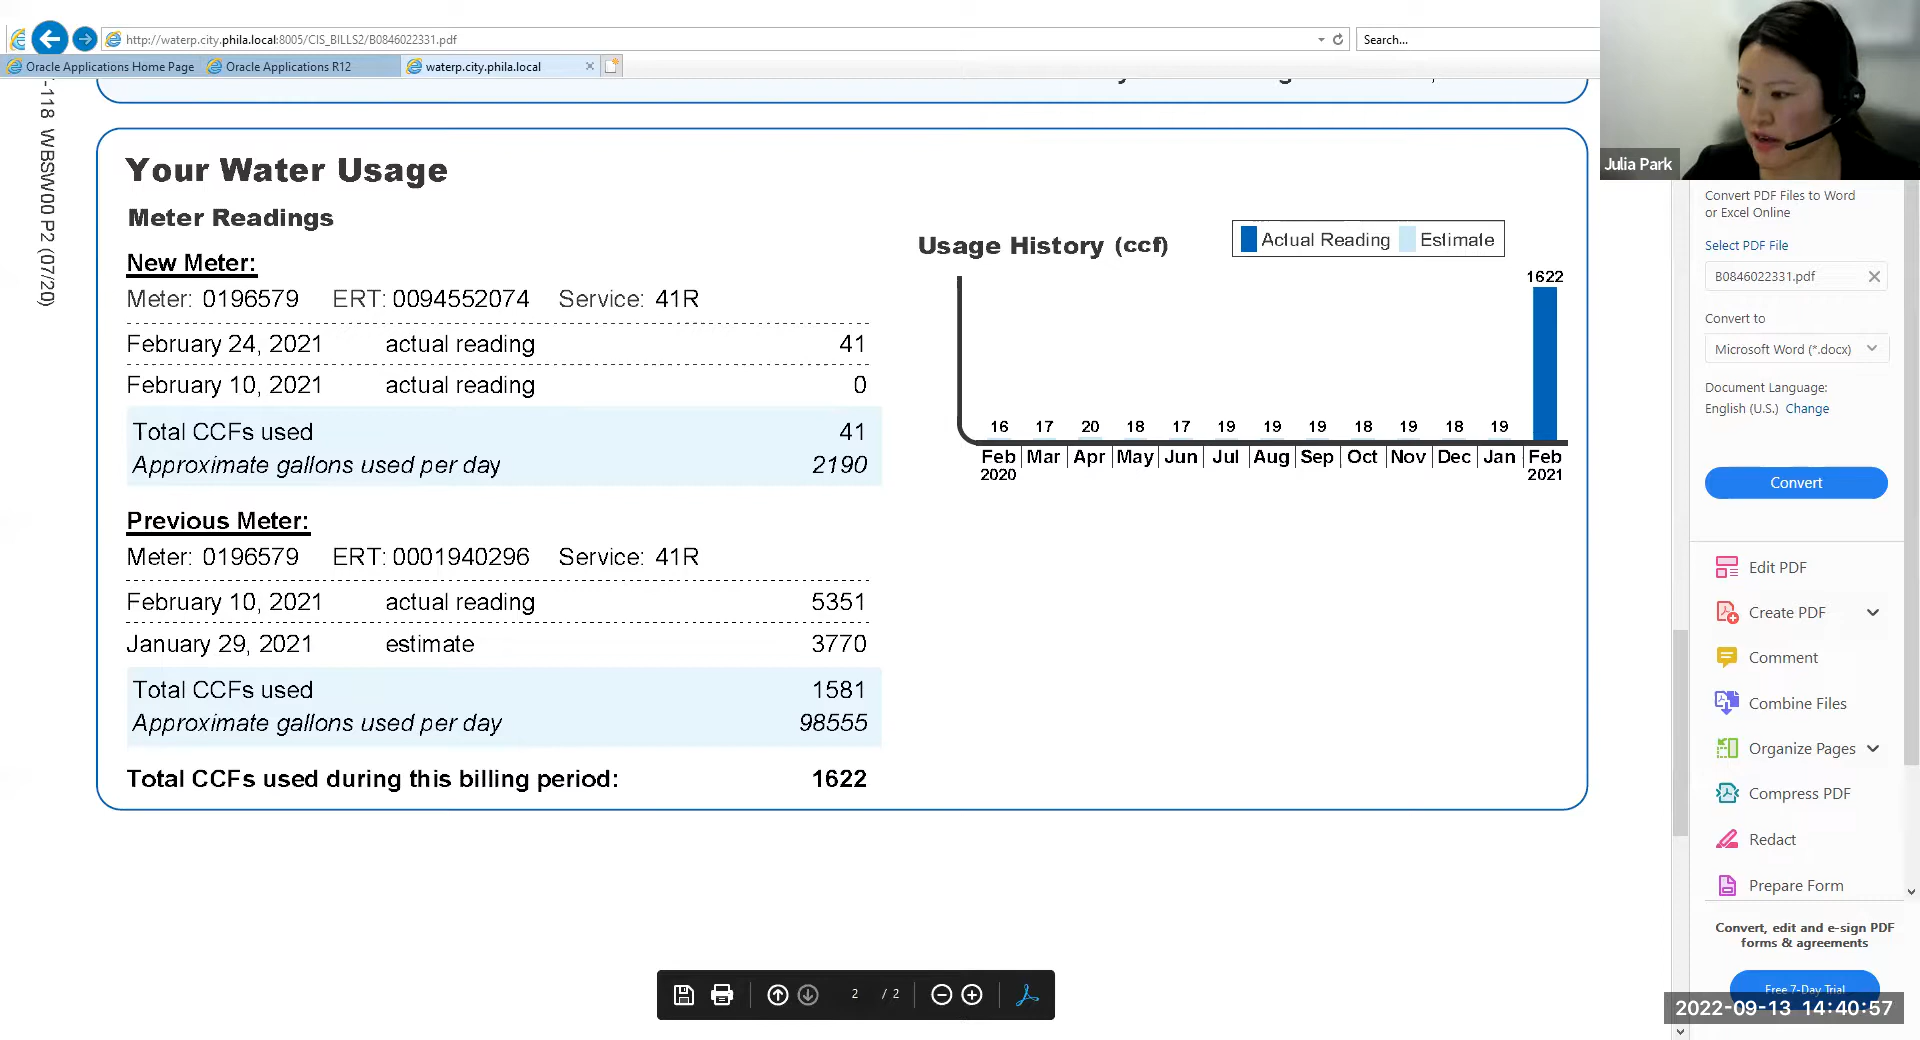 http://waterp.city.phila.local:8005/CIS_BILLS2/B0846022331.pdf
Search...
Oracle Applications Home Page
Oracle Applications R12
waterp.city.phila.local
-118 WBSW00 P2 (07/20)
Your Water Usage
Meter Readings
New Meter:
Meter: 0196579 ERT: 0094552074 Service: 41R
February 24, 2021 actual reading 41
February 10, 2021 actual reading 0
Total CCFs used 41
Approximate gallons used per day 2190
Previous Meter:
Meter: 0196579 ERT: 0001940296 Service: 41R
February 10, 2021 actual reading 5351
January 29, 2021 estimate 3770
Total CCFs used 1581
Approximate gallons used per day 98555
Total CCFs used during this billing period: 1622
Usage History (ccf)
Actual Reading Estimate
1622
16 17 20 18 17 19 19 19 18 19 18 19
Feb Mar Apr May Jun Jul Aug Sep Oct Nov Dec Jan Feb
2020 2021
2 / 2
Julia Park
Convert PDF Files to Word
or Excel Online
Select PDF File
B0846022331.pdf
Convert to
Microsoft Word (*.docx)
Document Language:
English (U.S.) Change
Convert
Edit PDF
Create PDF
Comment
Combine Files
Organize Pages
Compress PDF
Redact
Prepare Form
Convert, edit and e-sign PDF
forms & agreements
Free 7-Day Trial
2022-09-13 14:40:57